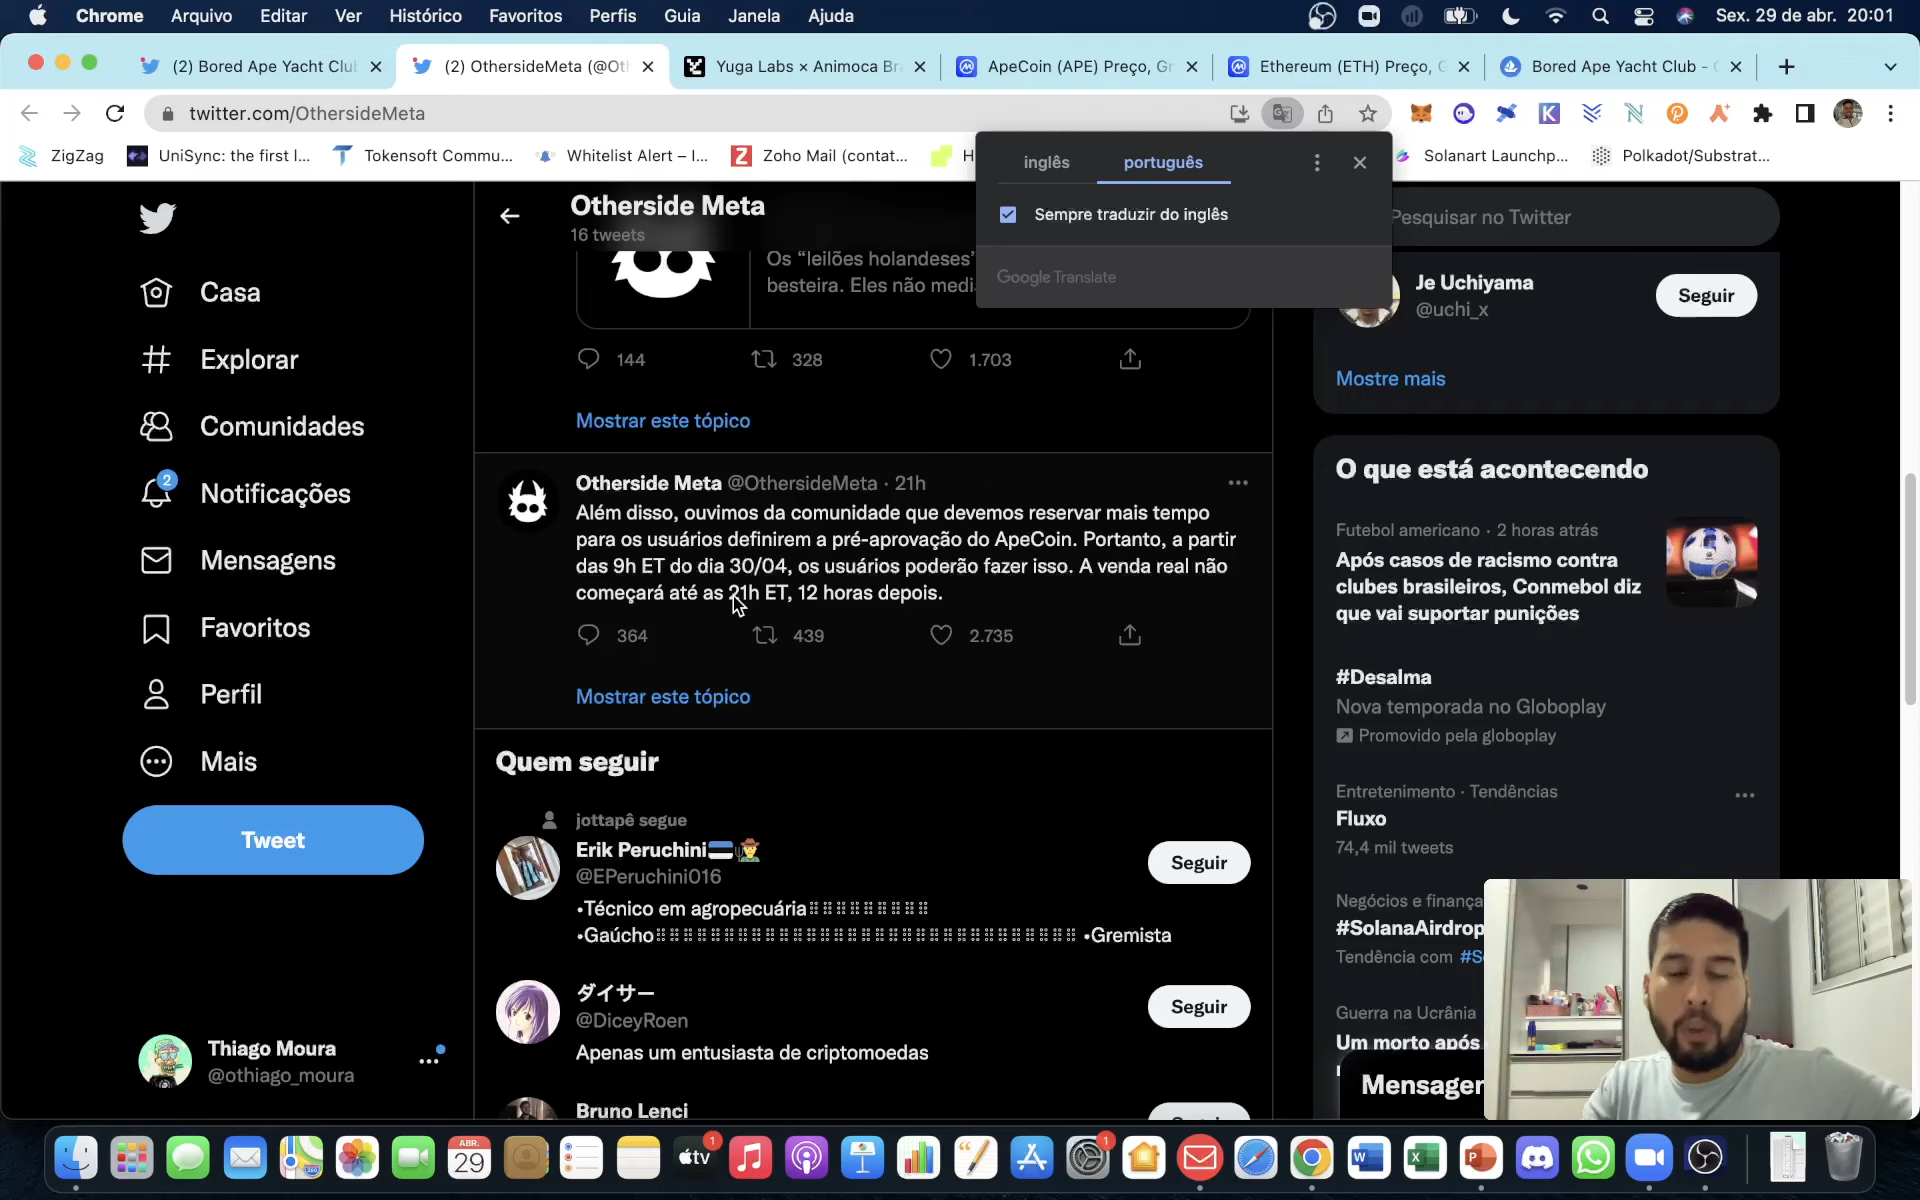 Chrome Arquivo Editar Ver Histórico Favoritos Perfis Guia Janela Ajuda Sex. 29 de abr. 20:01
(2) Bored Ape Yacht Clu (2) OthersideMeta (@Ot Yuga Labs × Animoca Br ApeCoin (APE) Preço, Gr Ethereum (ETH) Preço, G Bored Ape Yacht Club -
twitter.com/OthersideMeta
ZigZag UniSync: the first I... Tokensoft Commu... Whitelist Alert – I... Zoho Mail (contat... H Solanart Launchp... Polkadot/Substrat...
inglês português
Sempre traduzir do inglês
Google Translate
Casa
Explorar
Comunidades
2
Notificações
Mensagens
Favoritos
Perfil
Mais
Tweet
Thiago Moura
@othiago_moura
Otherside Meta
16 tweets
Os “leilões holandeses”
besteira. Eles não medi
144 328 1.703
Mostrar este tópico
Otherside Meta @OthersideMeta · 21h
Além disso, ouvimos da comunidade que devemos reservar mais tempo
para os usuários definirem a pré-aprovação do ApeCoin. Portanto, a partir
das 9h ET do dia 30/04, os usuários poderão fazer isso. A venda real não
começará até as 21h ET, 12 horas depois.
364 439 2.735
Mostrar este tópico
Quem seguir
jottapê segue
Erik Peruchini
@EPeruchini016
Seguir
•Técnico em agropecuária
•Gaúcho •Gremista
ダイサー
@DiceyRoen
Seguir
Apenas um entusiasta de criptomoedas
Bruno Lenci
Pesquisar no Twitter
Je Uchiyama
@uchi_x
Seguir
Mostre mais
O que está acontecendo
Futebol americano · 2 horas atrás
Após casos de racismo contra
clubes brasileiros, Conmebol diz
que vai suportar punições
#Desalma
Nova temporada no Globoplay
Promovido pela globoplay
Entretenimento · Tendências
Fluxo
74,4 mil tweets
Negócios e finança
#SolanaAirdrop
Tendência com #S
Guerra na Ucrânia
Um morto após
Mensagen
ABR.
29
tv
1
1